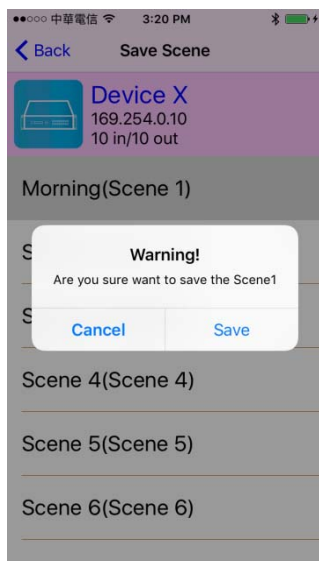 中華電信 3:20 PM
Back Save Scene
Device X
169.254.0.10
10 in/10 out
Morning(Scene 1)
S
Warning!
Are you sure want to save the Scene1
S
Cancel Save
Scene 4(Scene 4)
Scene 5(Scene 5)
Scene 6(Scene 6)